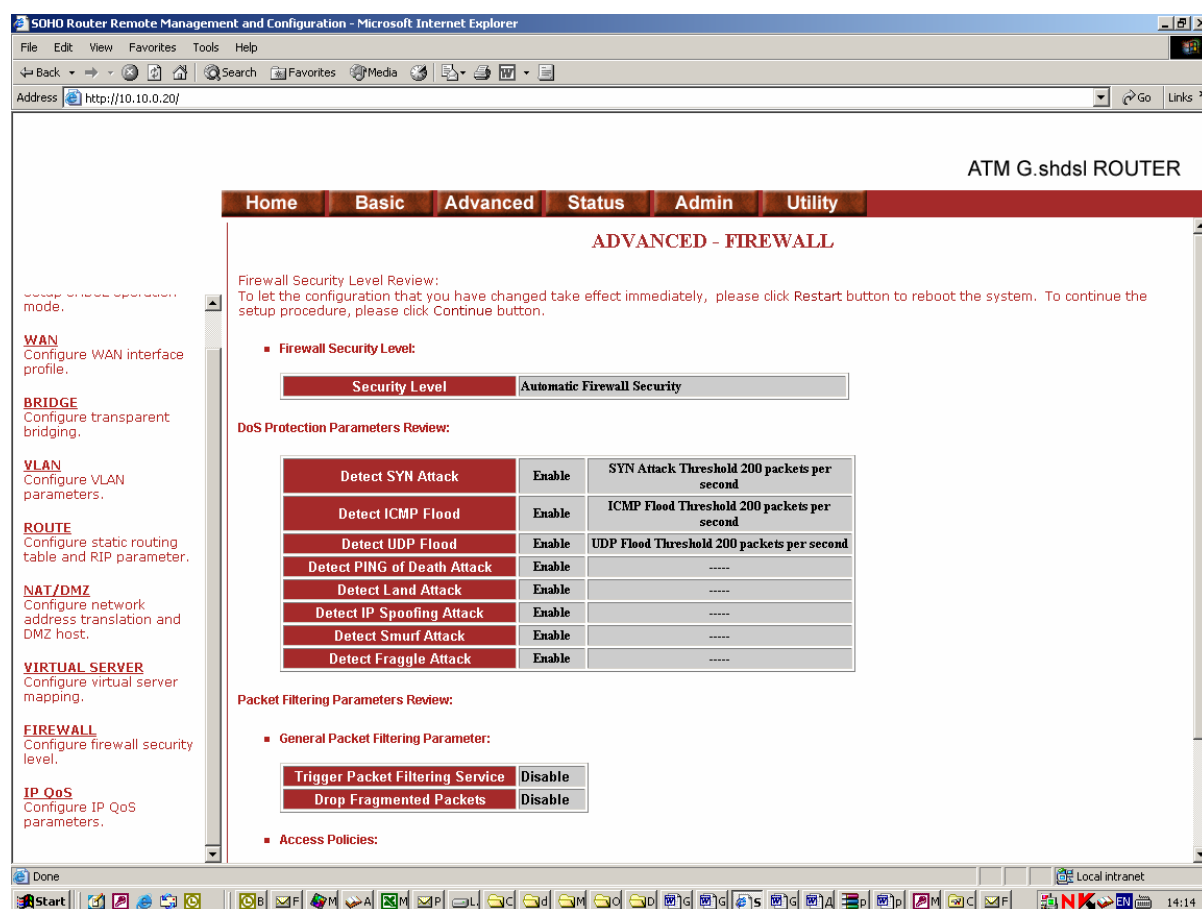 SOHO Router Remote Management and Configuration - Microsoft Internet Explorer
File Edit View Favorites Tools Help
Back Search Favorites Media
Address http://10.10.0.20/ Go Links
ATM G.shdsl ROUTER
Home Basic Advanced Status Admin Utility
mode.
WAN
Configure WAN interface
profile.
BRIDGE
Configure transparent
bridging.
VLAN
Configure VLAN
parameters.
ROUTE
Configure static routing
table and RIP parameter.
NAT/DMZ
Configure network
address translation and
DMZ host.
VIRTUAL SERVER
Configure virtual server
mapping.
FIREWALL
Configure firewall security
level.
IP QoS
Configure IP QoS
parameters.
ADVANCED - FIREWALL
Firewall Security Level Review:
To let the configuration that you have changed take effect immediately, please click Restart button to reboot the system. To continue the
setup procedure, please click Continue button.
Firewall Security Level:
Security Level Automatic Firewall Security
DoS Protection Parameters Review:
Detect SYN Attack Enable SYN Attack Threshold 200 packets per
second
Detect ICMP Flood Enable ICMP Flood Threshold 200 packets per
second
Detect UDP Flood Enable UDP Flood Threshold 200 packets per second
Detect PING of Death Attack Enable -----
Detect Land Attack Enable -----
Detect IP Spoofing Attack Enable -----
Detect Smurf Attack Enable -----
Detect Fraggle Attack Enable -----
Packet Filtering Parameters Review:
General Packet Filtering Parameter:
Trigger Packet Filtering Service Disable
Drop Fragmented Packets Disable
Access Policies:
Done Local intranet
Start B F M A M P L. C d M O D G G s G Д p p M C F EN 14:14